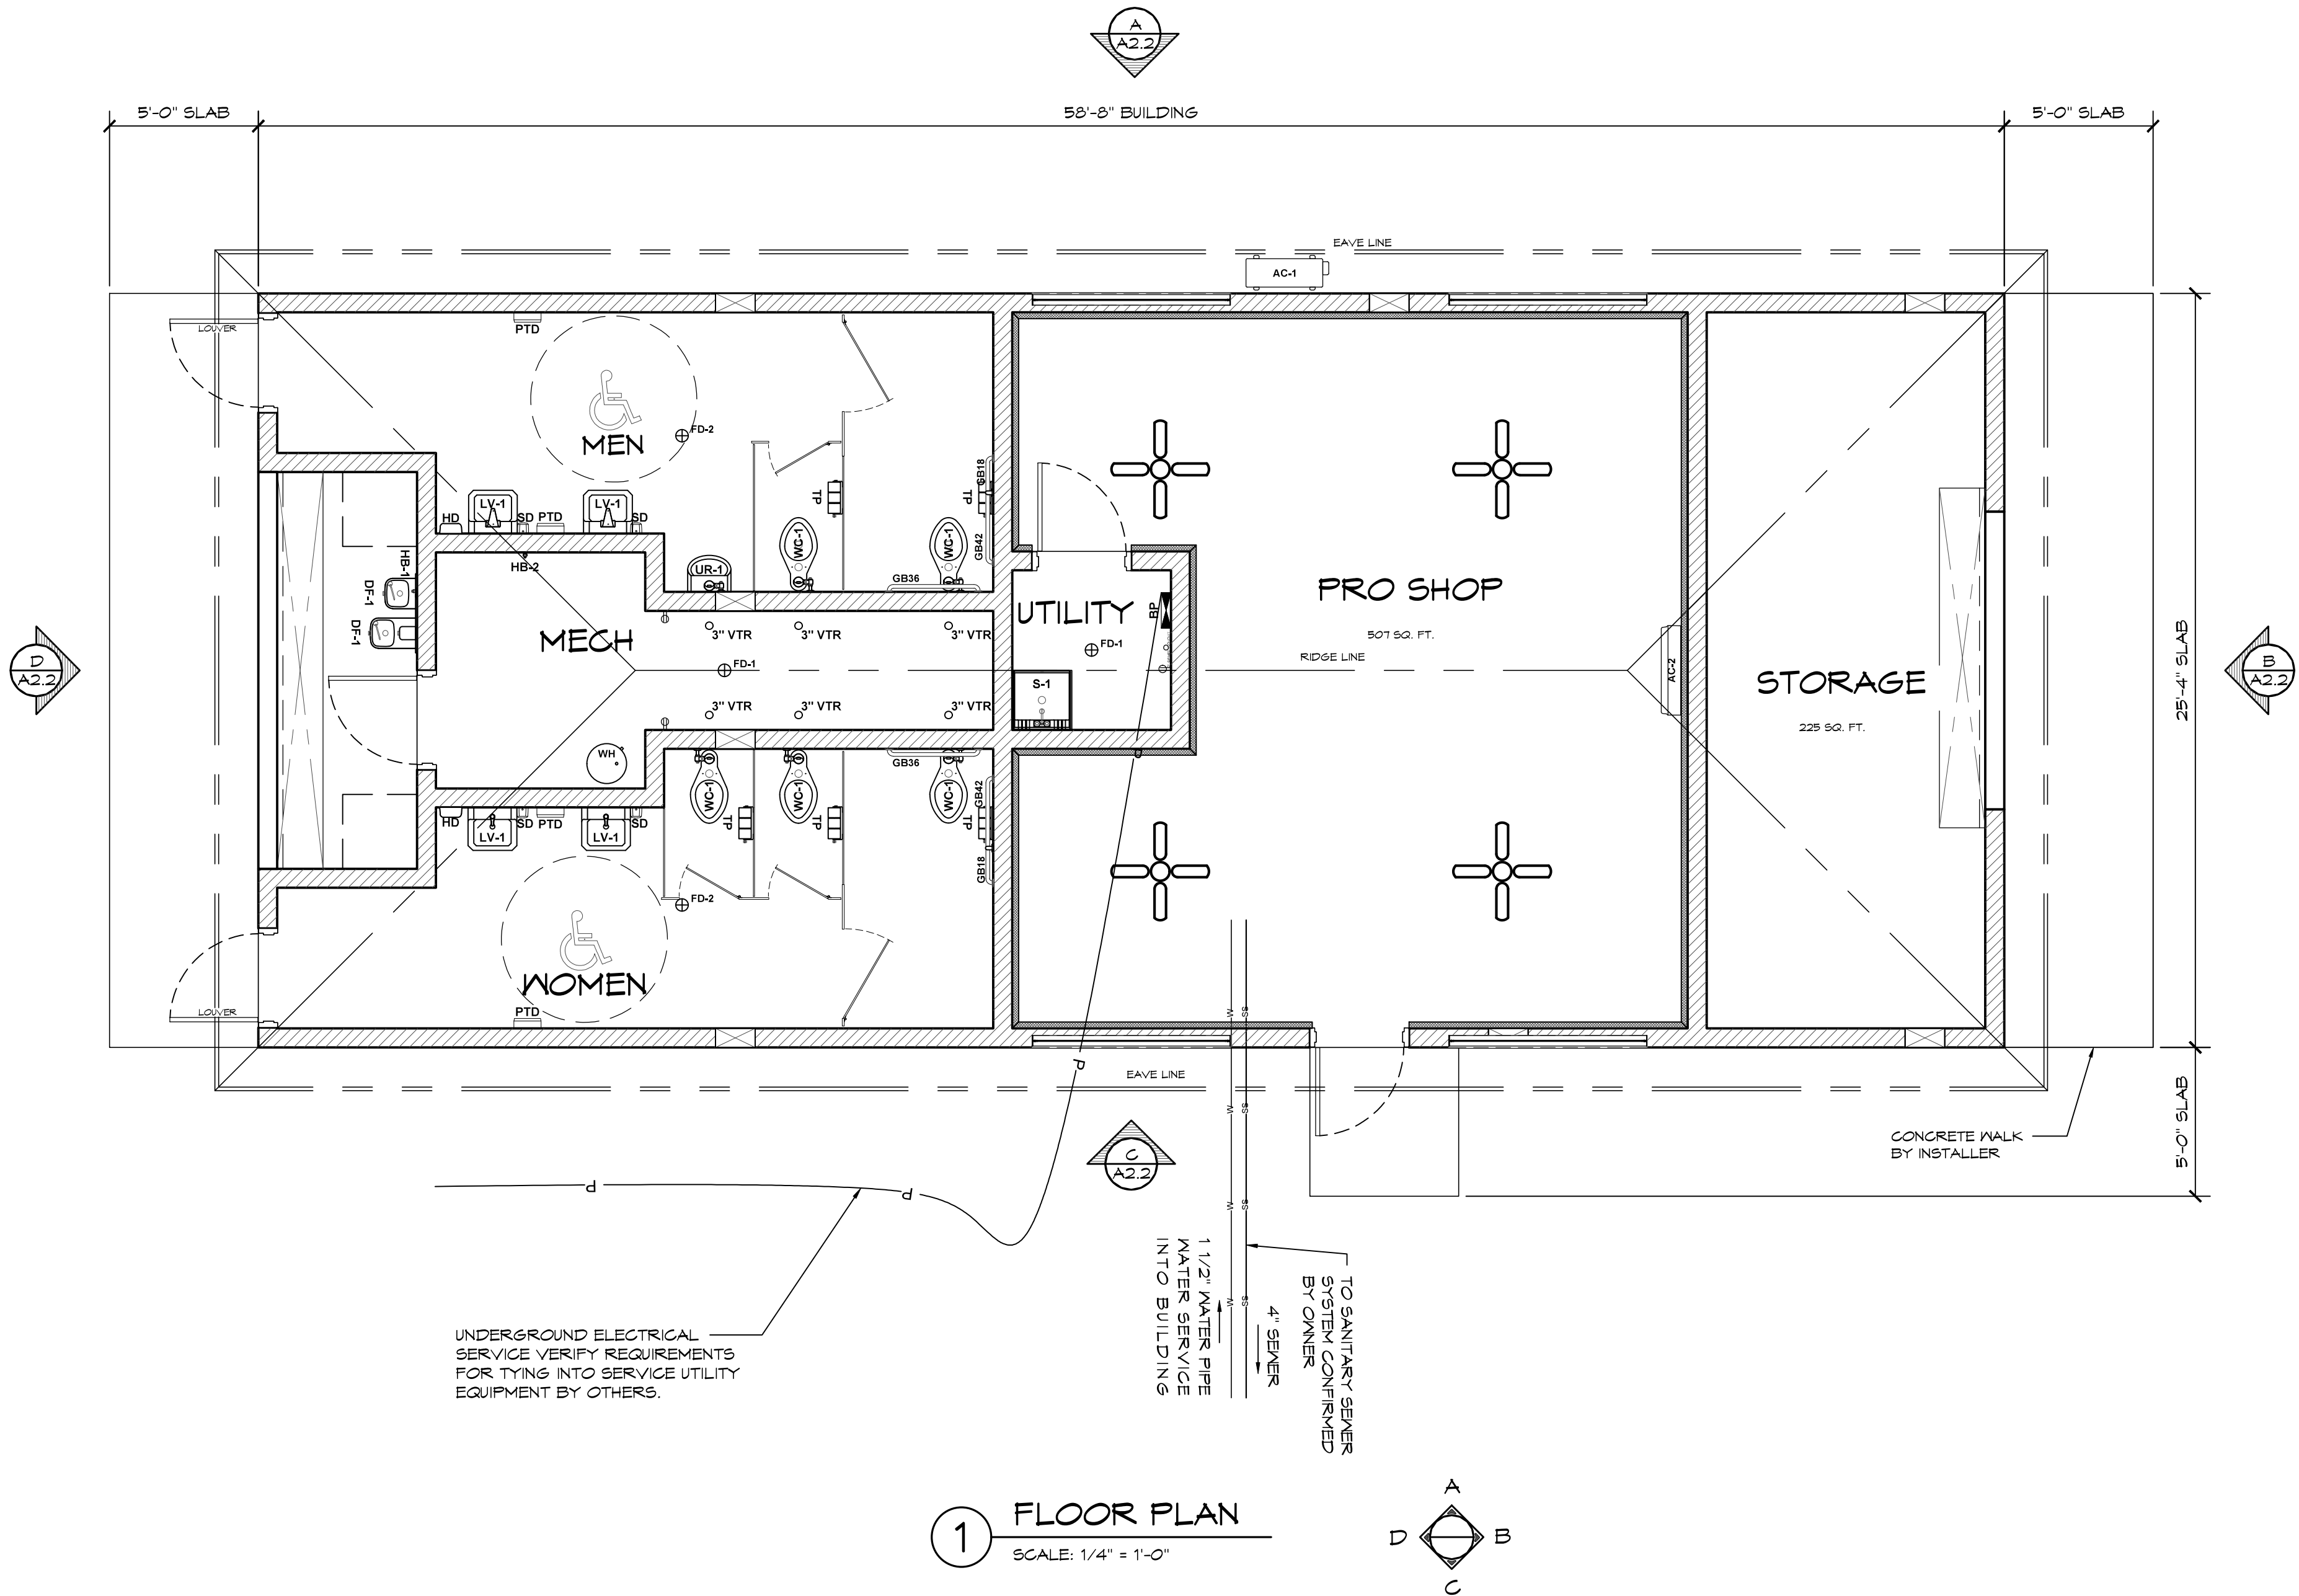 A
A2.2
5'-0" SLAB
58'-8" BUILDING
5'-0" SLAB
EAVE LINE
AC-1
LOUVER
PTD
MEN
FD-2
HD
LV-1
SD
PTD
LV-1
SD
TP
WC-1
TP
GB18
GB42
WC-1
GB36
UR-1
HB-2
HB-1
DF-1
DF-1
MECH
3" VTR
3" VTR
3" VTR
FD-1
3" VTR
3" VTR
3" VTR
WH
UTILITY
BP
FD-1
S-1
PRO SHOP
507 SQ. FT.
RIDGE LINE
AC-2
STORAGE
225 SQ. FT.
D
A2.2
B
A2.2
25'-4" SLAB
HD
LV-1
SD
PTD
LV-1
SD
WC-1
TP
WC-1
TP
GB36
WC-1
GB42
TP
GB18
FD-2
WOMEN
PTD
LOUVER
P
W
SS
P
EAVE LINE
W
SS
5'-0" SLAB
CONCRETE WALK
BY INSTALLER
C
A2.2
P
P
W
SS
W
SS
1 1/2" WATER PIPE
WATER SERVICE
INTO BUILDING
4" SEWER
TO SANITARY SEWER
SYSTEM CONFIRMED
BY OWNER
UNDERGROUND ELECTRICAL
SERVICE VERIFY REQUIREMENTS
FOR TYING INTO SERVICE UTILITY
EQUIPMENT BY OTHERS.
1
FLOOR PLAN
SCALE: 1/4" = 1'-0"
A
D
B
C